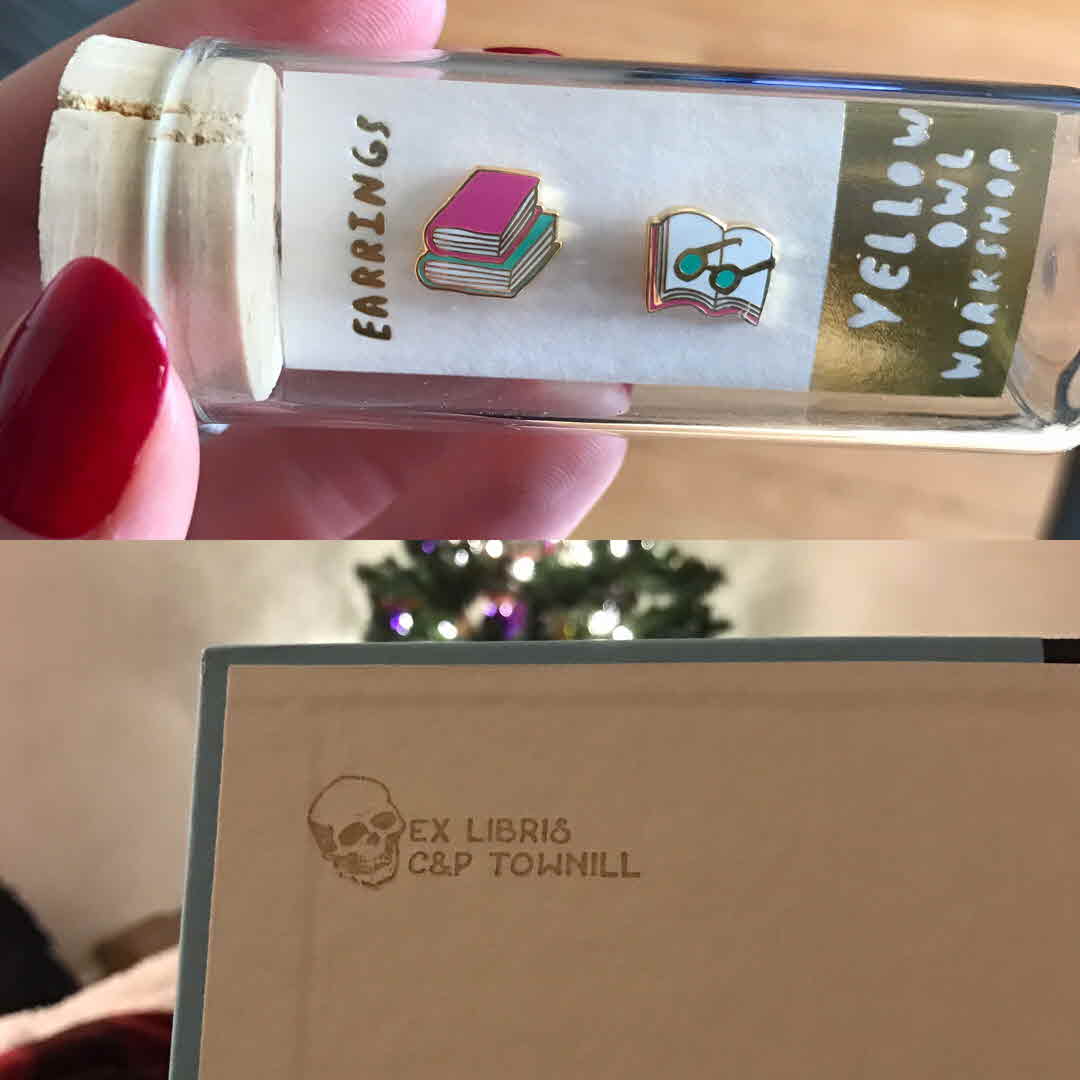 EARRINGS
YELLOW
OWL
WORKSHOP
EX LIBRIS
C&P TOWNILL